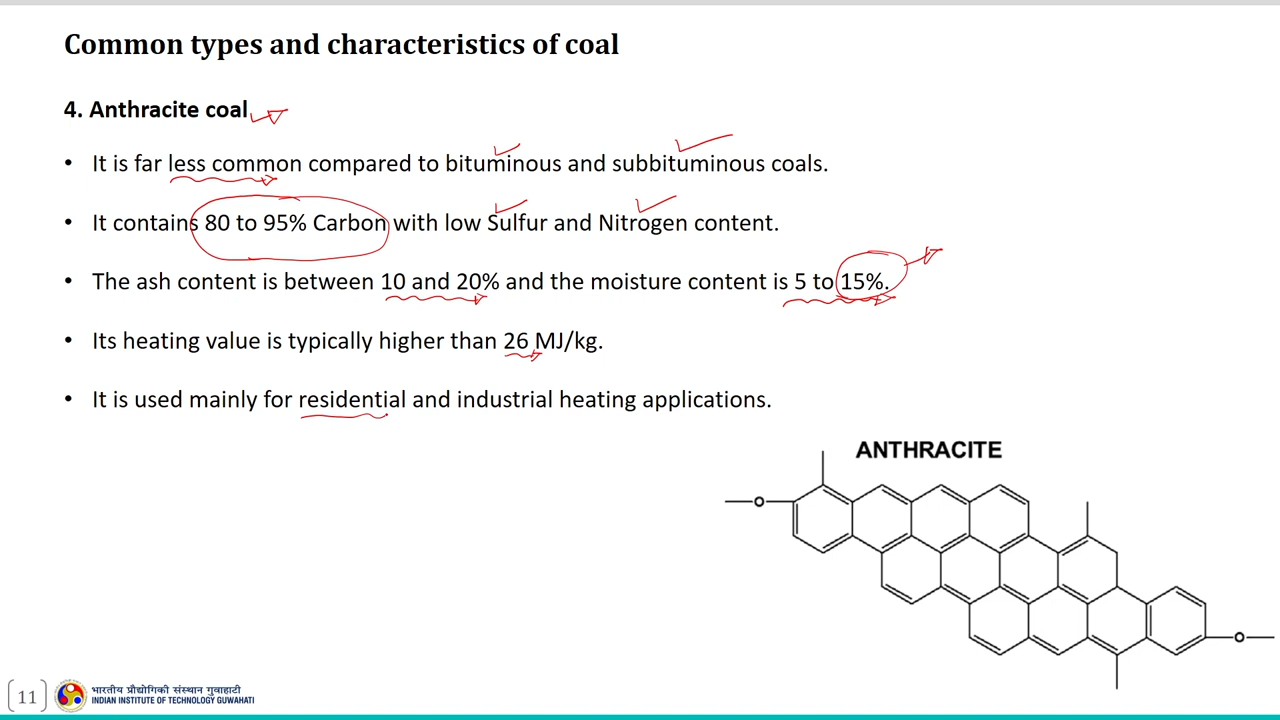 Common types and characteristics of coal
4. Anthracite coal
• It is far less common compared to bituminous and subbituminous coals.
• It contains 80 to 95% Carbon with low Sulfur and Nitrogen content.
• The ash content is between 10 and 20% and the moisture content is 5 to 15%.
• Its heating value is typically higher than 26 MJ/kg.
• It is used mainly for residential and industrial heating applications.
ANTHRACITE
O
O
11
भारतीय प्रौद्योगिकी संस्थान गुवाहाटी
INDIAN INSTITUTE OF TECHNOLOGY GUWAHATI